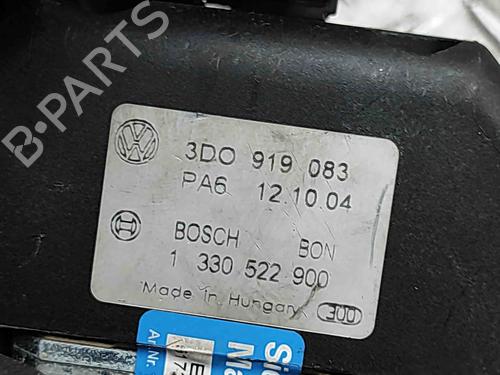 B-PARTS
3D0 919 083
PA6 12.10.04
BOSCH BON
1 330 522 900
Made in Hungary 300